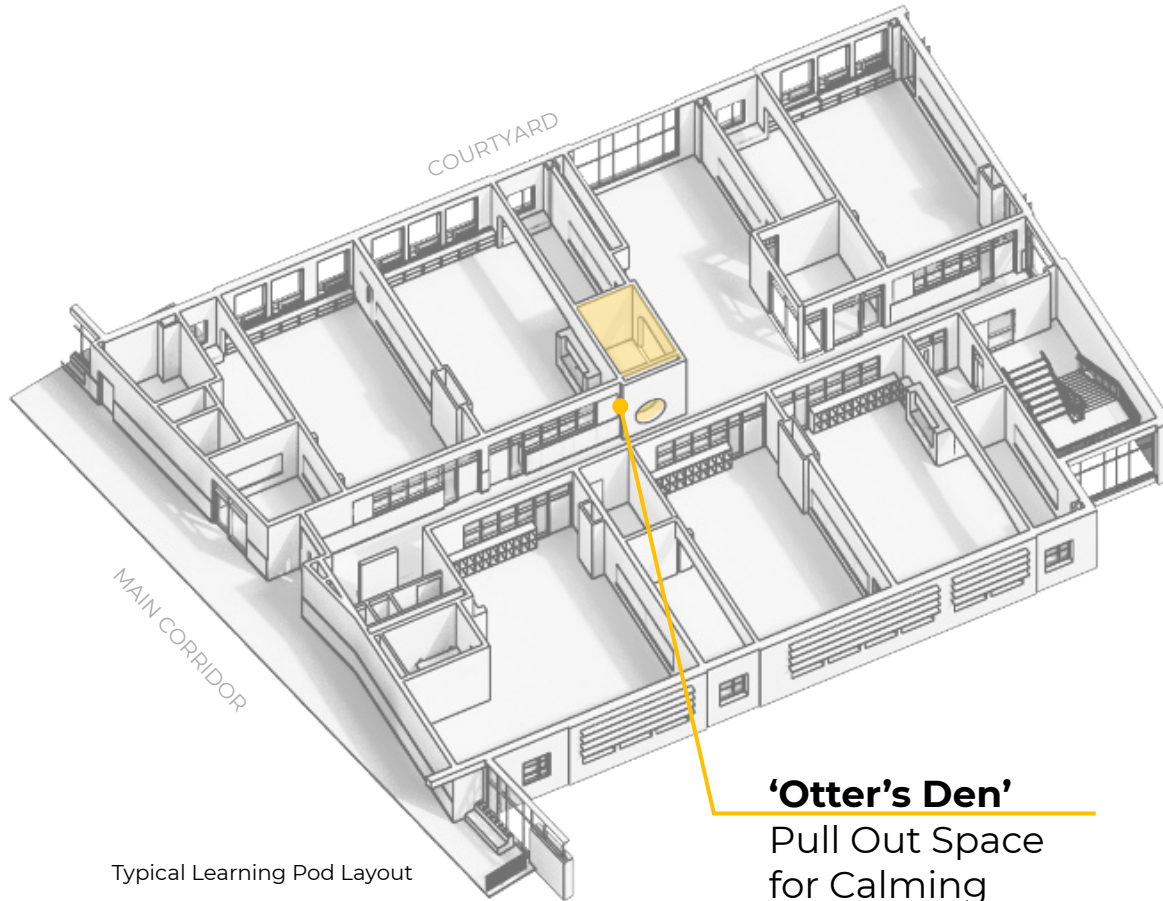 COURTYARD
MAIN CORRIDOR
‘Otter’s Den’
Pull Out Space
for Calming
Typical Learning Pod Layout